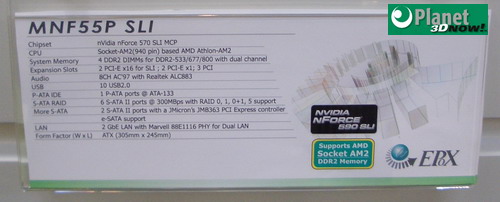 Planet
3DNow!
MNF55P SLI
Chipset nVidia nForce 570 SLI MCP
CPU Socket-AM2(940 pin) based AMD Athlon-AM2
System Memory 4 DDR2 DIMMs for DDR2-533/677/800 with dual channel
Expansion Slots 2 PCI-E x16 for SLI ; 2 PCI-E x1; 3 PCI
Audio 8CH AC'97 with Realtek ALC883
USB 10 USB2.0
P-ATA IDE 1 P-ATA ports @ ATA-133
S-ATA RAID 6 S-ATA II ports @ 300MBps with RAID 0, 1, 0+1, 5 support
More S-ATA RAID 2 S-ATA II ports with a JMicron's JMB363 PCI Express controller
e-SATA support
LAN 2 GbE LAN with Marvell 88E1116 PHY for Dual LAN
Form Factor (W x L) ATX (305mm x 245mm)
NVIDIA
NFORCE
590 SLI
Supports AMD
Socket AM2
DDR2 Memory
EPoX